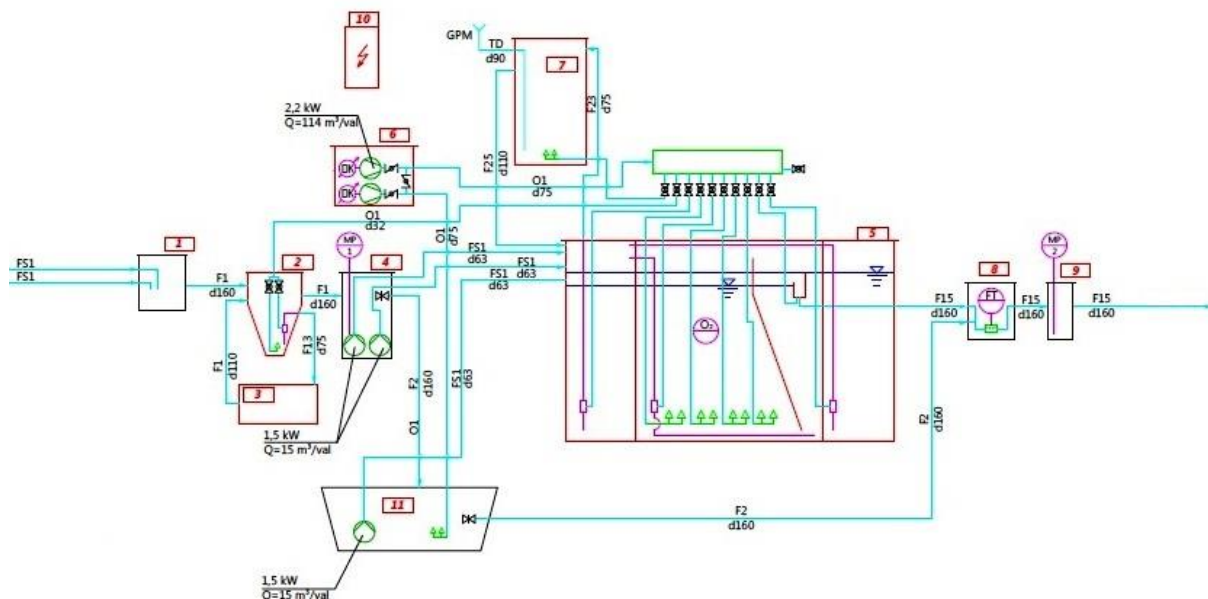 10
GPM
TD
d90
7
F23
d75
2,2 kW
Q=114 m³/val
6
OK
OK
F25
d110
O1
d75
O1
d32
O1
d75
1
FS1
FS1
F1
d160
2
F1
d160
MP
1
4
FS1
d63
FS1
d63
FS1
d63
5
O₂
MP
2
8
9
FT
F15
d160
F15
d160
F15
d160
F1
d110
F13
d75
3
F2
d160
O1
FS1
d63
1,5 kW
Q=15 m³/val
11
F2
d160
F2
d160
1,5 kW
Q=15 m³/val